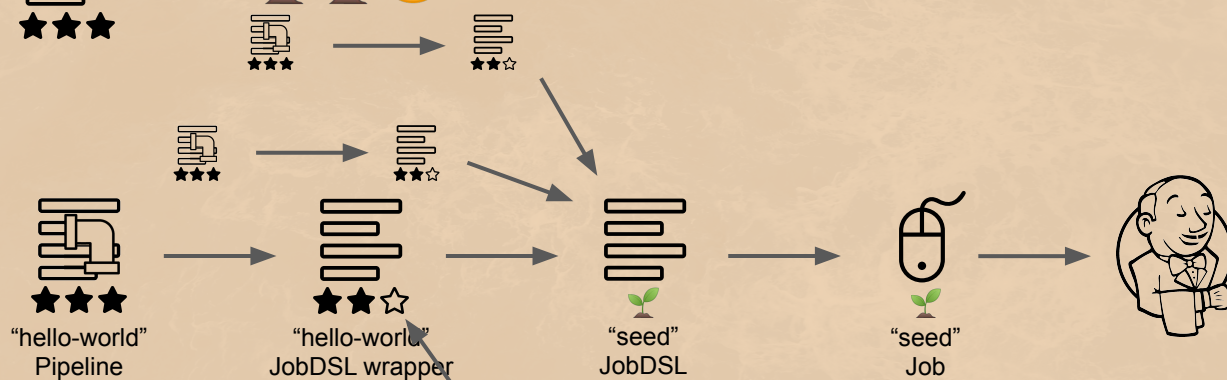 “hello-world”
Pipeline
“hello-world”
JobDSL wrapper
“seed”
JobDSL
“seed”
Job